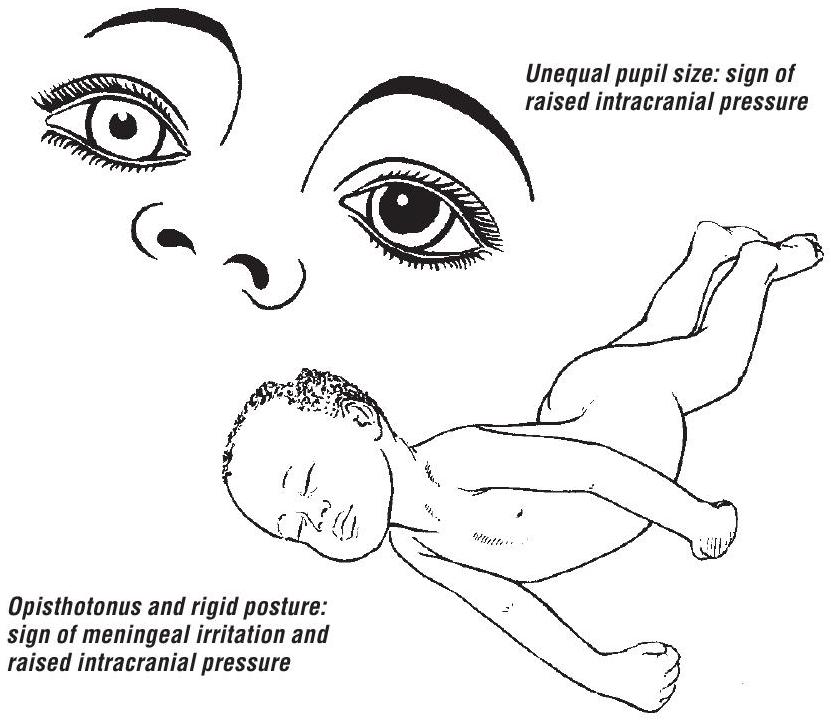 Unequal pupil size: sign of
raised intracranial pressure
Opisthotonus and rigid posture:
sign of meningeal irritation and
raised intracranial pressure